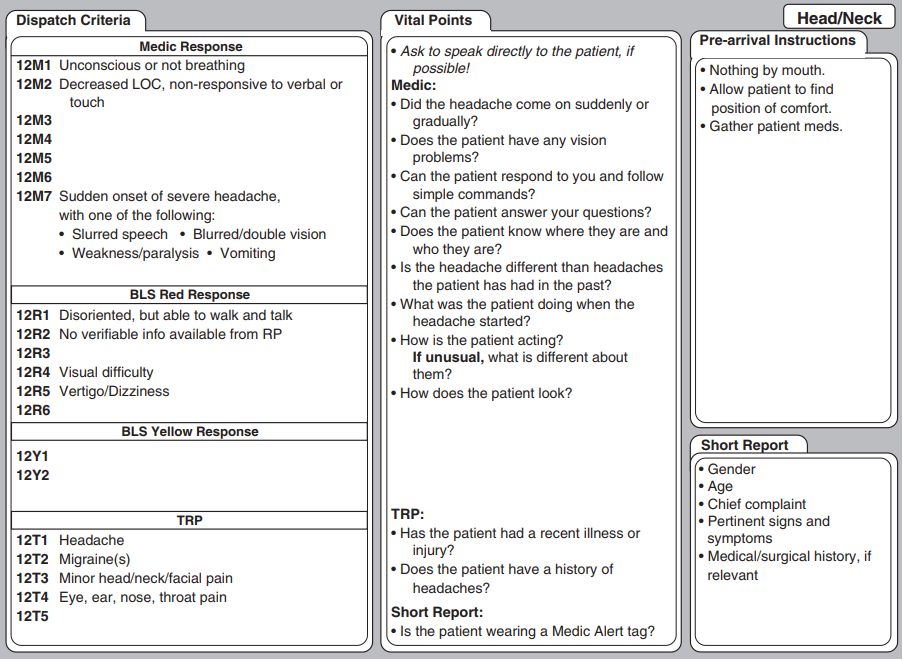 Head/Neck
Dispatch Criteria
Medic Response
12M1 Unconscious or not breathing
12M2 Decreased LOC, non-responsive to verbal or
touch
12M3
12M4
12M5
12M6
12M7 Sudden onset of severe headache,
with one of the following:
• Slurred speech • Blurred/double vision
• Weakness/paralysis • Vomiting
BLS Red Response
12R1 Disoriented, but able to walk and talk
12R2 No verifiable info available from RP
12R3
12R4 Visual difficulty
12R5 Vertigo/Dizziness
12R6
BLS Yellow Response
12Y1
12Y2
TRP
12T1 Headache
12T2 Migraine(s)
12T3 Minor head/neck/facial pain
12T4 Eye, ear, nose, throat pain
12T5
Vital Points
• Ask to speak directly to the patient, if
possible!
Medic:
• Did the headache come on suddenly or
gradually?
• Does the patient have any vision
problems?
• Can the patient respond to you and follow
simple commands?
• Can the patient answer your questions?
• Does the patient know where they are and
who they are?
• Is the headache different than headaches
the patient has had in the past?
• What was the patient doing when the
headache started?
• How is the patient acting?
If unusual, what is different about
them?
• How does the patient look?
TRP:
• Has the patient had a recent illness or
injury?
• Does the patient have a history of
headaches?
Short Report:
• Is the patient wearing a Medic Alert tag?
Pre-arrival Instructions
• Nothing by mouth.
• Allow patient to find
position of comfort.
• Gather patient meds.
Short Report
• Gender
• Age
• Chief complaint
• Pertinent signs and
symptoms
• Medical/surgical history, if
relevant